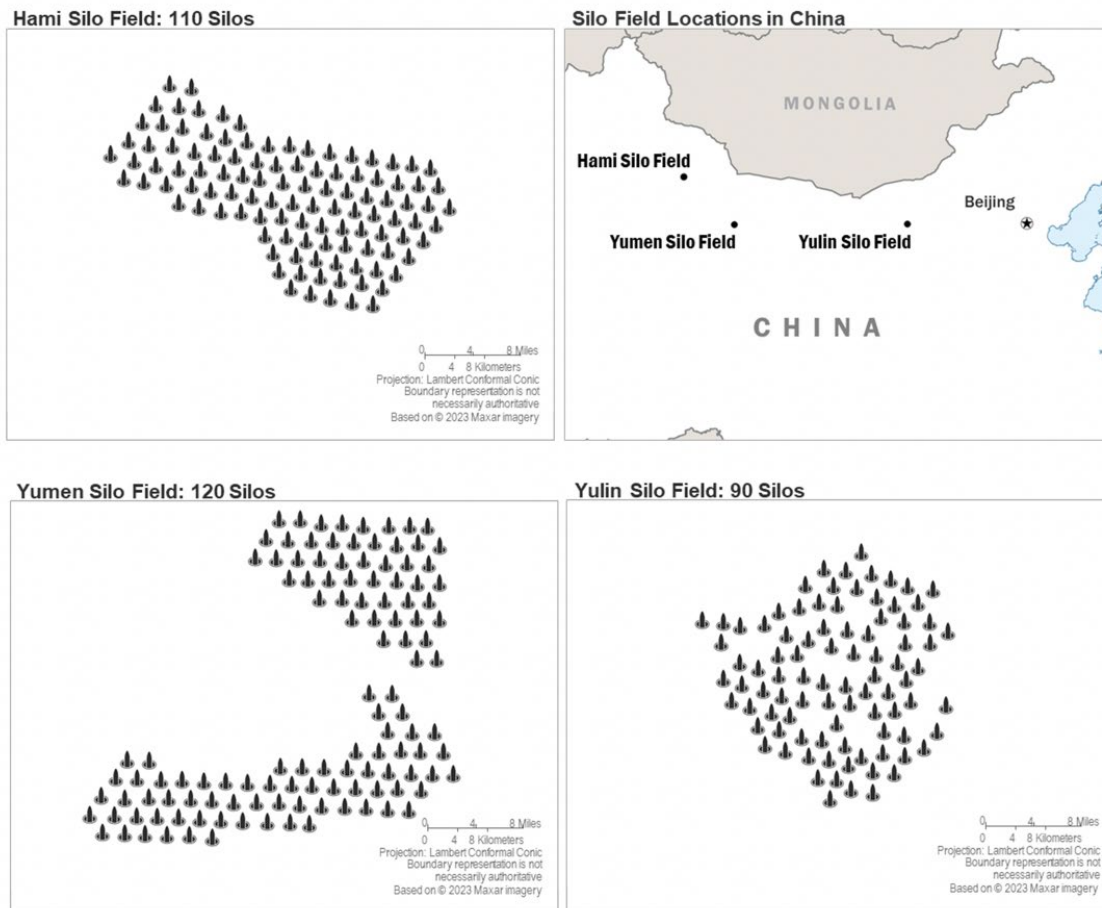 Hami Silo Field: 110 Silos
0 4 8 Miles
0 4 8 Kilometers
Projection: Lambert Conformal Conic
Boundary representation is not
necessarily authoritative
Based on © 2023 Maxar imagery
Silo Field Locations in China
MONGOLIA
Hami Silo Field
Beijing
Yumen Silo Field
Yulin Silo Field
CHINA
Yumen Silo Field: 120 Silos
0 4 8 Miles
0 4 8 Kilometers
Projection: Lambert Conformal Conic
Boundary representation is not
necessarily authoritative
Based on © 2023 Maxar imagery
Yulin Silo Field: 90 Silos
0 4 8 Miles
0 4 8 Kilometers
Projection: Lambert Conformal Conic
Boundary representation is not
necessarily authoritative
Based on © 2023 Maxar imagery